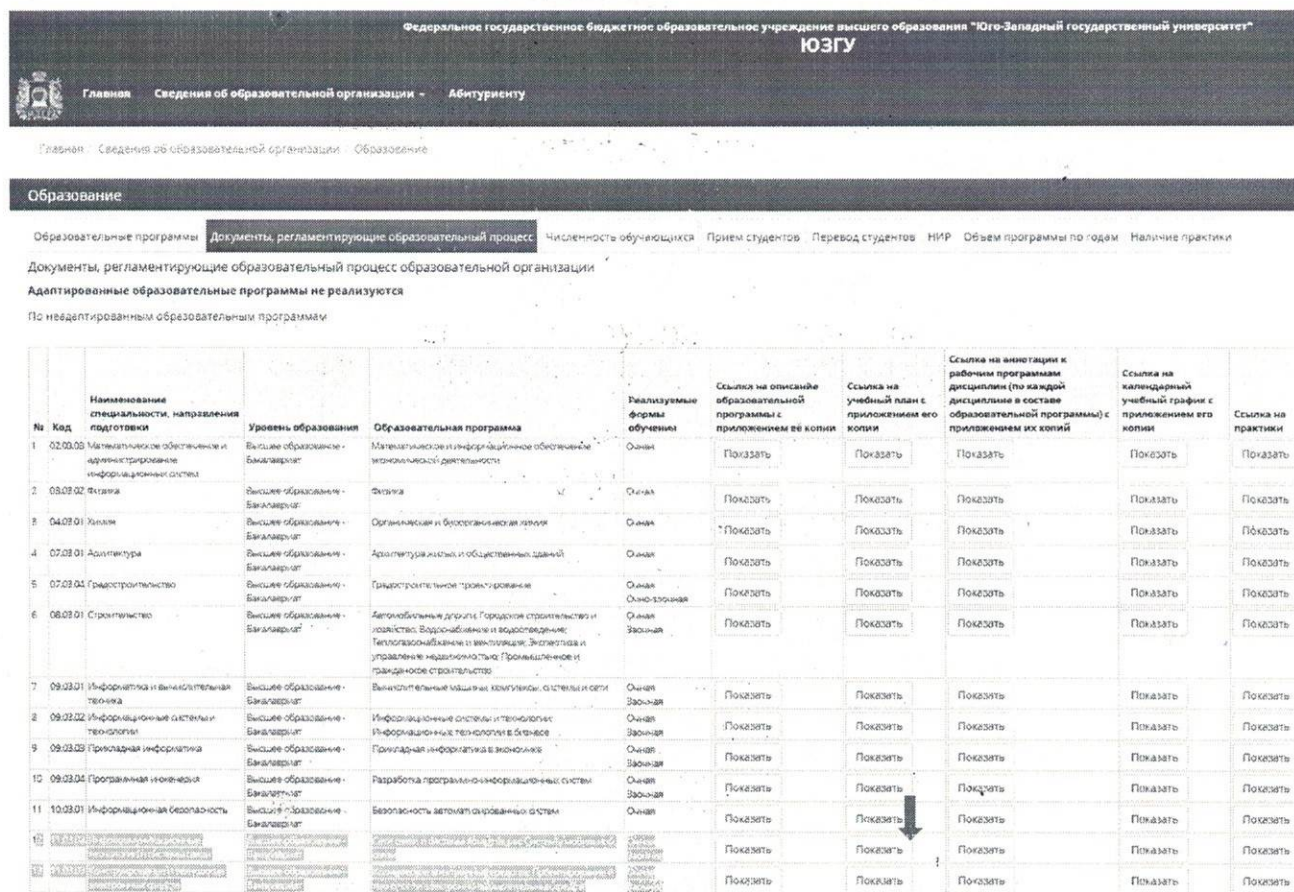 Федеральное государственное бюджетное образовательное учреждение высшего образования "Юго-Западный государственный университет"
ЮЗГУ
Главная Сведения об образовательной организации Абитуриенту
Главная Сведения об образовательной организации Образование
Образование
Образовательные программы Документы, регламентирующие образовательный процесс Численность обучающихся Прием студентов Перевод студентов НИР Объем программы по годам Наличие практики
Документы, регламентирующие образовательный процесс образовательной организации
Адаптированные образовательные программы не реализуются
По неадаптированным образовательным программам
Ссылка на аннотации к
рабочим программам
дисциплин (по каждой
дисциплине в составе
образовательной программы) с
приложением их копий
Ссылка на описание
образовательной
программы с
приложением её копии
Ссылка на
учебный план с
приложением его
копии
Ссылка на
календарный
учебный график с
приложением его
копии
Ссылка на
практики
Наименование
специальности, направления
подготовки
Реализуемые
формы
обучения
№ Код Уровень образования Образовательная программа
1 02.03.03 Математическое обеспечение и
администрирование
информационных систем
Высшее образование -
Бакалавриат
Математическое и информационное обеспечение
экономической деятельности
Очная
Показать Показать Показать Показать Показать
2 03.03.02 Физика
Высшее образование -
Бакалавриат
Физика
Очная
Показать Показать Показать Показать Показать
3 04.03.01 Химия
Высшее образование -
Бакалавриат
Органическая и биоорганическая химия
Очная
Показать Показать Показать Показать Показать
4 07.03.01 Архитектура
Высшее образование -
Бакалавриат
Архитектура жилых и общественных зданий
Очная
Показать Показать Показать Показать Показать
5 07.03.04 Градостроительство
Высшее образование -
Бакалавриат
Градостроительное проектирование
Очная
Очно-заочная
Показать Показать Показать Показать Показать
6 08.03.01 Строительство
Высшее образование -
Бакалавриат
Автомобильные дороги; Городское строительство и
хозяйство; Водоснабжение и водоотведение;
Теплогазоснабжение и вентиляция; Экспертиза и
управление недвижимостью; Промышленное и
гражданское строительство
Очная
Заочная
Показать Показать Показать Показать Показать
7 09.03.01 Информатика и вычислительная
техника
Высшее образование -
Бакалавриат
Вычислительные машины, комплексы, системы и сети
Очная
Заочная
Показать Показать Показать Показать Показать
8 09.03.02 Информационные системы и
технологии
Высшее образование -
Бакалавриат
Информационные системы и технологии;
Информационные технологии в бизнесе
Очная
Заочная
Показать Показать Показать Показать Показать
9 09.03.03 Прикладная информатика
Высшее образование -
Бакалавриат
Прикладная информатика в экономике
Очная
Заочная
Показать Показать Показать Показать Показать
10 09.03.04 Программная инженерия
Высшее образование -
Бакалавриат
Разработка программно-информационных систем
Очная
Заочная
Показать Показать Показать Показать Показать
11 10.03.01 Информационная безопасность
Высшее образование -
Бакалавриат
Безопасность автоматизированных систем
Очная
Показать Показать Показать Показать Показать
Показать Показать Показать Показать Показать
Показать Показать Показать Показать Показать